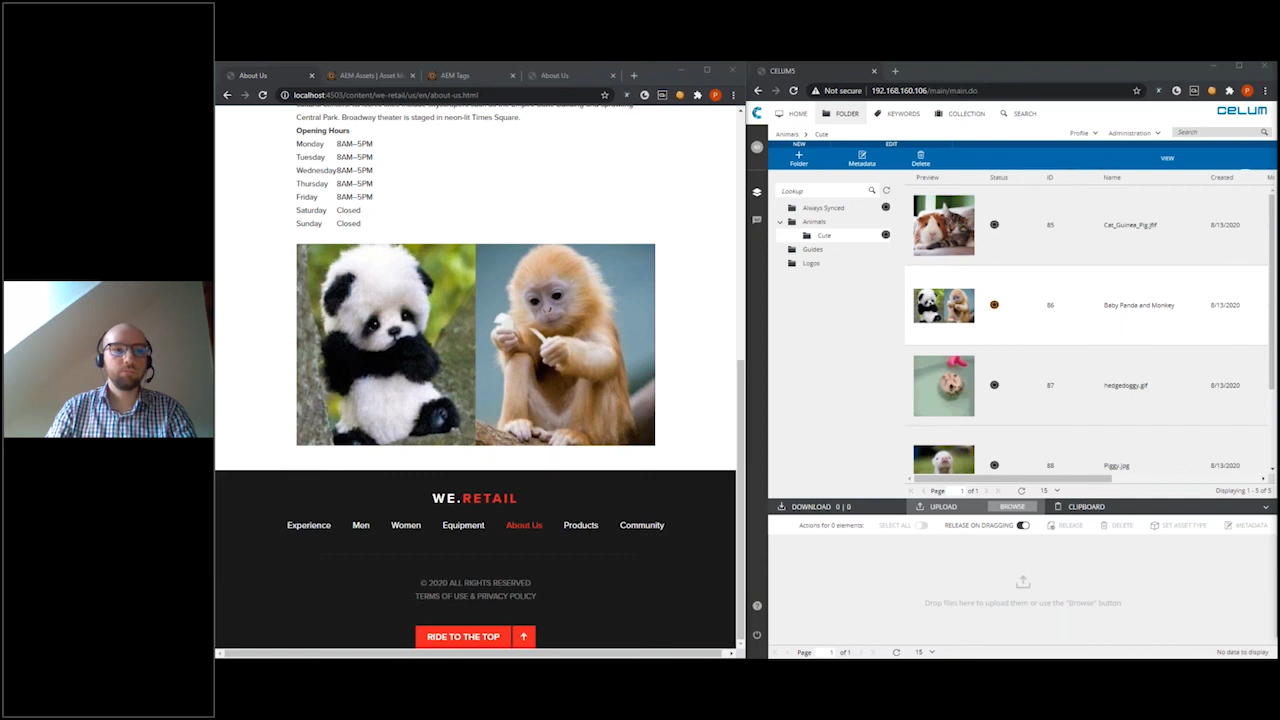 About Us
AEM Assets | Asset M
AEM Tags
About Us
localhost:4503/content/we-retail/us/en/about-us.html
P
Central Park. Broadway theater is staged in neon-lit Times Square.
Opening Hours
Monday 8AM–5PM
Tuesday 8AM–5PM
Wednesday8AM–5PM
Thursday 8AM–5PM
Friday 8AM–5PM
Saturday Closed
Sunday Closed
WE.RETAIL
Experience Men Women Equipment About Us Products Community
© 2020 ALL RIGHTS RESERVED
TERMS OF USE & PRIVACY POLICY
RIDE TO THE TOP
CELUM5
Not secure 192.168.160.106/main/main.do
P
HOME FOLDER KEYWORDS COLLECTION SEARCH
CELUM
Animals Cute
Profile Administration Search
NEW EDIT
Folder Metadata Delete
VIEW
Lookup
Always Synced
Animals
Cute
Guides
Logos
Preview Status ID Name Created
85 Cat_Guinea_Pig.jfif 8/13/2020
86 Baby Panda and Monkey 8/13/2020
87 hedgedoggy.gif 8/13/2020
88 Piggy.jpg 8/13/2020
Page 1 of 1 15 Displaying 1 - 5 of 5
DOWNLOAD 0 | 0 UPLOAD BROWSE CLIPBOARD
Actions for 0 elements: SELECT ALL RELEASE ON DRAGGING RELEASE DELETE SET ASSET TYPE METADATA
Drop files here to upload them or use the "Browse" button
Page 1 of 1 15 No data to display